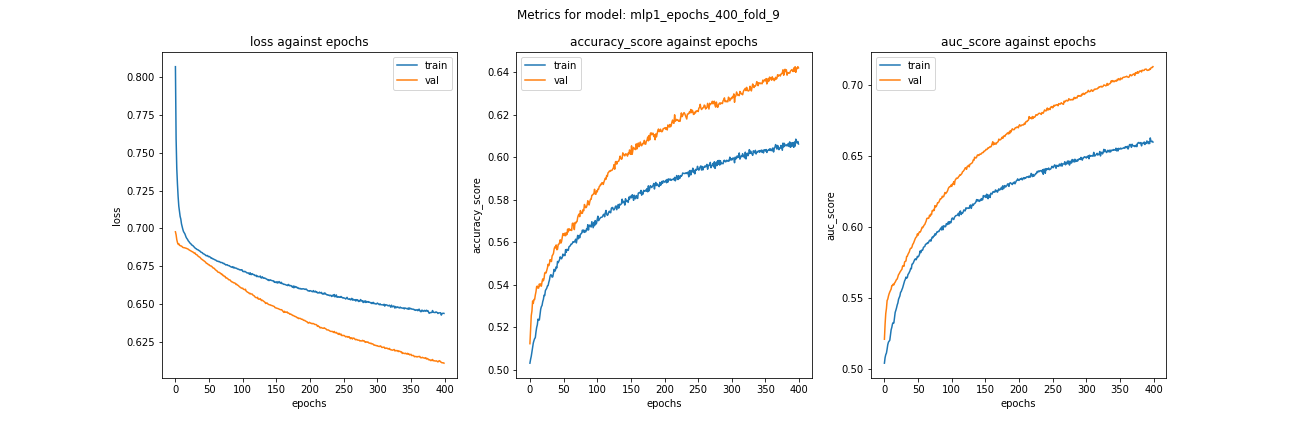 Metrics for model: mlp1_epochs_400_fold_9
loss against epochs
train
val
0.800
0.775
0.750
0.725
0.700
0.675
0.650
0.625
loss
0 50 100 150 200 250 300 350 400
epochs
accuracy_score against epochs
train
val
0.64
0.62
0.60
0.58
0.56
0.54
0.52
0.50
accuracy_score
0 50 100 150 200 250 300 350 400
epochs
auc_score against epochs
train
val
0.70
0.65
0.60
0.55
0.50
auc_score
0 50 100 150 200 250 300 350 400
epochs